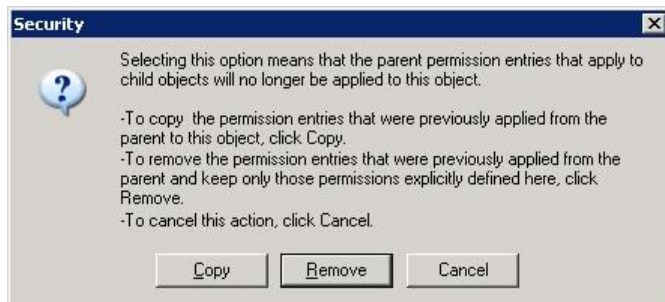 Security
Selecting this option means that the parent permission entries that apply to
child objects will no longer be applied to this object.
-To copy the permission entries that were previously applied from the
parent to this object, click Copy.
-To remove the permission entries that were previously applied from the
parent and keep only those permissions explicitly defined here, click
Remove.
-To cancel this action, click Cancel.
Copy Remove Cancel